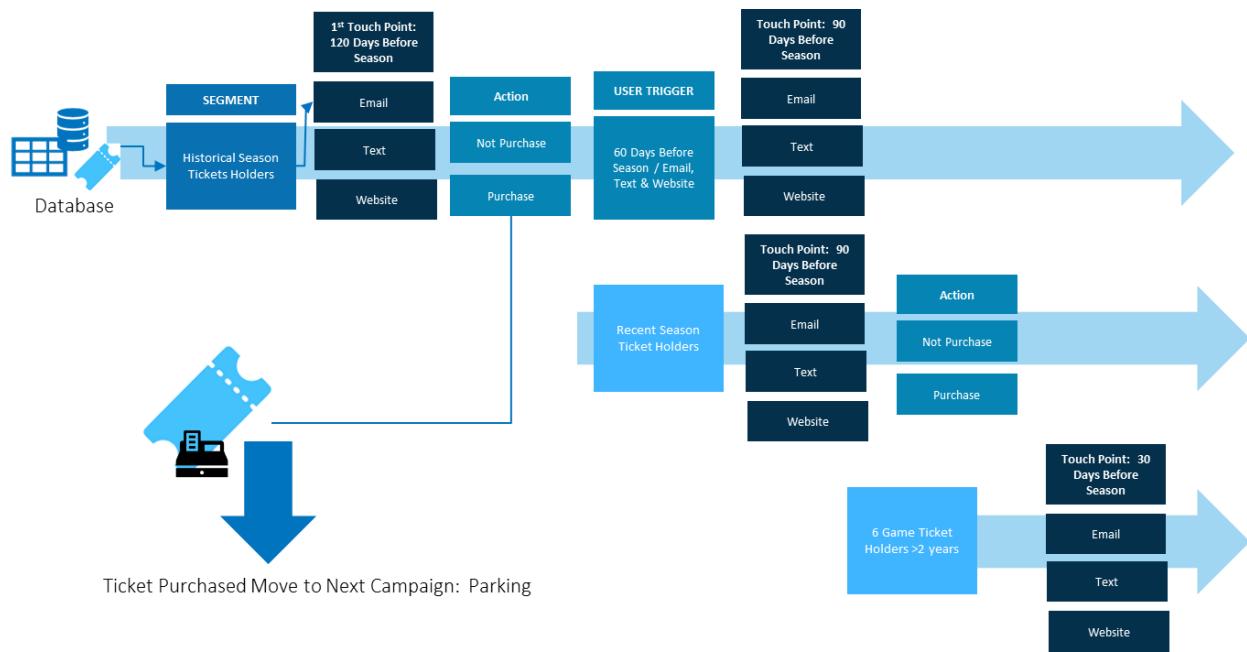 1st Touch Point:
120 Days Before
Season
Touch Point: 90
Days Before
Season
SEGMENT
Email
Action
USER TRIGGER
Email
Historical Season
Tickets Holders
Text
Not Purchase
60 Days Before
Season / Email,
Text & Website
Text
Website
Purchase
Website
Database
Touch Point: 90
Days Before
Season
Recent Season
Ticket Holders
Email
Text
Website
Action
Not Purchase
Purchase
Touch Point: 30
Days Before
Season
6 Game Ticket
Holders >2 years
Email
Text
Website
Ticket Purchased Move to Next Campaign: Parking